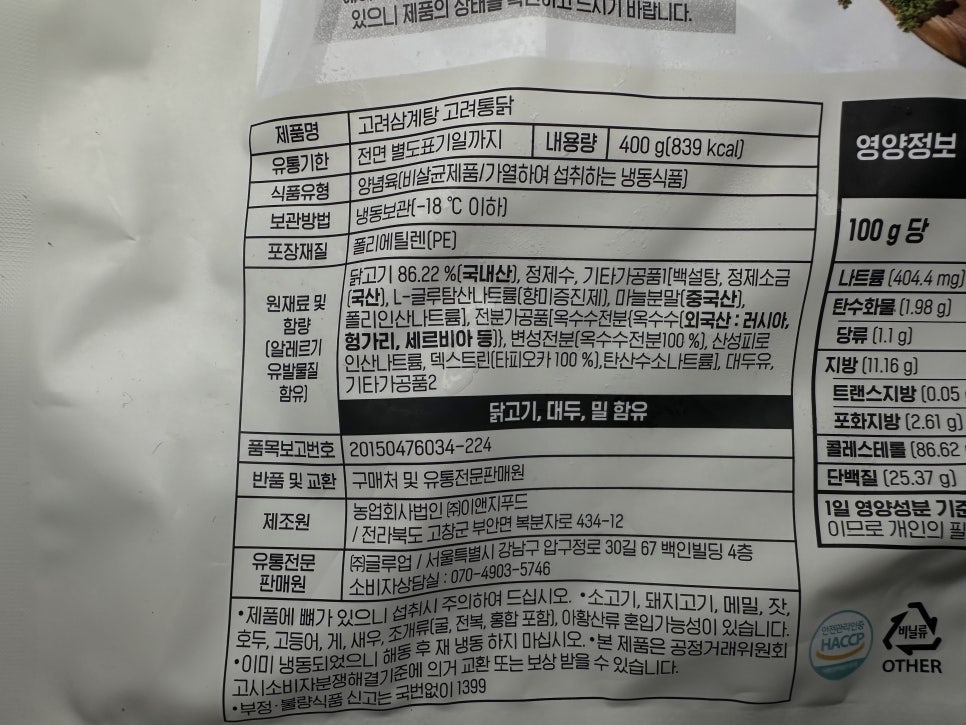 있으니 제품의 상태를 확인하고 드시기 바랍니다.
제품명 고려삼계탕 고려통닭
유통기한 전면 별도표기일까지 내용량 400 g(839 kcal)
식품유형 양념육(비살균제품/가열하여 섭취하는 냉동식품)
보관방법 냉동보관(-18 ℃ 이하)
포장재질 폴리에틸렌(PE)
원재료 및
함량
(알레르기
유발물질
함유)
닭고기 86.22 %(국내산), 정제수, 기타가공품1[백설탕, 정제소금
(국산), L-글루탐산나트륨(향미증진제), 마늘분말(중국산),
폴리인산나트륨], 전분가공품[옥수수전분{옥수수(외국산 : 러시아,
헝가리, 세르비아 등)}, 변성전분(옥수수전분100 %), 산성피로
인산나트륨, 덱스트린(타피오카 100 %),탄산수소나트륨], 대두유,
기타가공품2
닭고기, 대두, 밀 함유
품목보고번호 20150476034-224
반품 및 교환 구매처 및 유통전문판매원
제조원 농업회사법인 ㈜이앤지푸드
/ 전라북도 고창군 부안면 복분자로 434-12
유통전문
판매원
㈜글루업 / 서울특별시 강남구 압구정로 30길 67 백인빌딩 4층
소비자상담실 : 070-4903-5746
•제품에 뼈가 있으니 섭취시 주의하여 드십시오. •소고기, 돼지고기, 메밀, 잣,
호두, 고등어, 게, 새우, 조개류(굴, 전복, 홍합 포함), 아황산류 혼입가능성이 있습니다.
•이미 냉동되었으니 해동 후 재 냉동 하지 마십시오. •본 제품은 공정거래위원회
고시소비자분쟁해결기준에 의거 교환 또는 보상 받을 수 있습니다.
•부정·불량식품 신고는 국번없이 1399
영양정보
100 g 당
나트륨 (404.4 mg)
탄수화물 (1.98 g)
당류 (1.1 g)
지방 (11.16 g)
트랜스지방 (0.05
포화지방 (2.61 g)
콜레스테롤 (86.62
단백질 (25.37 g)
1일 영양성분 기준
이므로 개인의 필
안전관리인증
HACCP
비닐류
OTHER